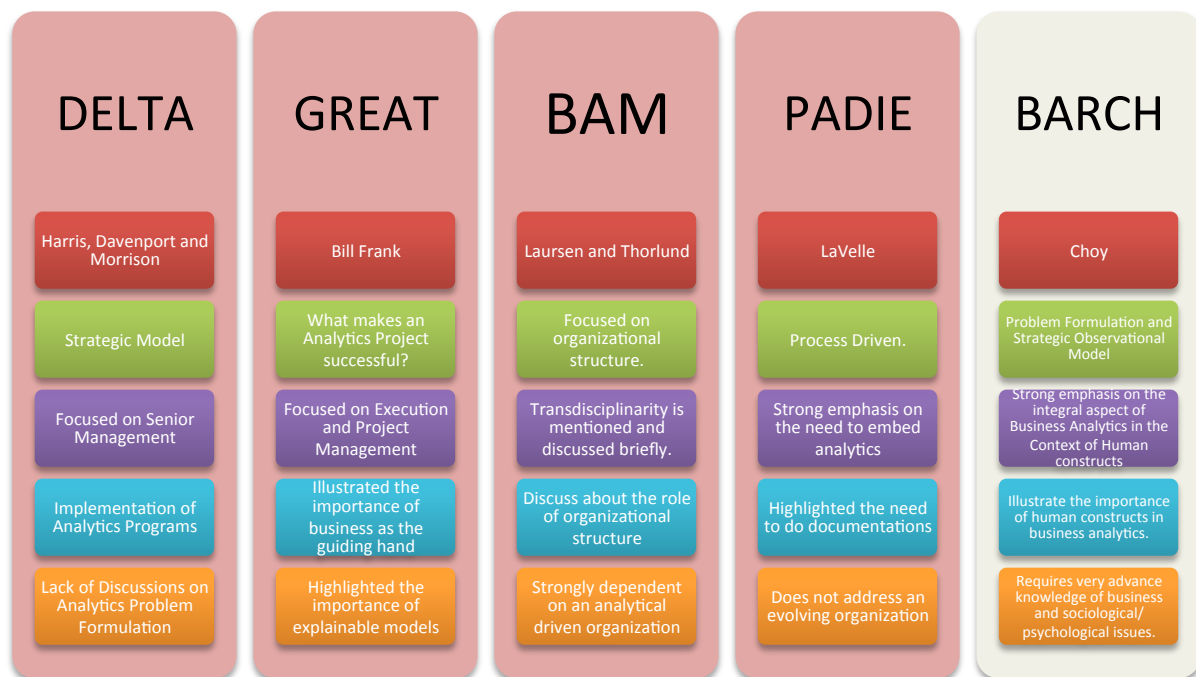 DELTA
Harris, Davenport and
Morrison
Strategic Model
Focused on Senior
Management
Implementation of
Analytics Programs
Lack of Discussions on
Analytics Problem
Formulation
GREAT
Bill Frank
What makes an
Analytics Project
successful?
Focused on Execution
and Project
Management
Illustrated the
importance of
business as the
guiding hand
Highlighted the
importance of
explainable models
BAM
Laursen and Thorlund
Focused on
organizational
structure.
Transdisciplinarity is
mentioned and
discussed briefly.
Discuss about the role
of organizational
structure
Strongly dependent
on an analytical
driven organization
PADIE
LaVelle
Process Driven.
Strong emphasis on
the need to embed
analytics
Highlighted the need
to do documentations
Does not address an
evolving organization
BARCH
Choy
Problem Formulation and
Strategic Observational
Model
Strong emphasis on the
integral aspect of
Business Analytics in the
Context of Human
constructs
Illustrate the importance
of human constructs in
business analytics.
Requires very advance
knowledge of business
and sociological/
psychological issues.